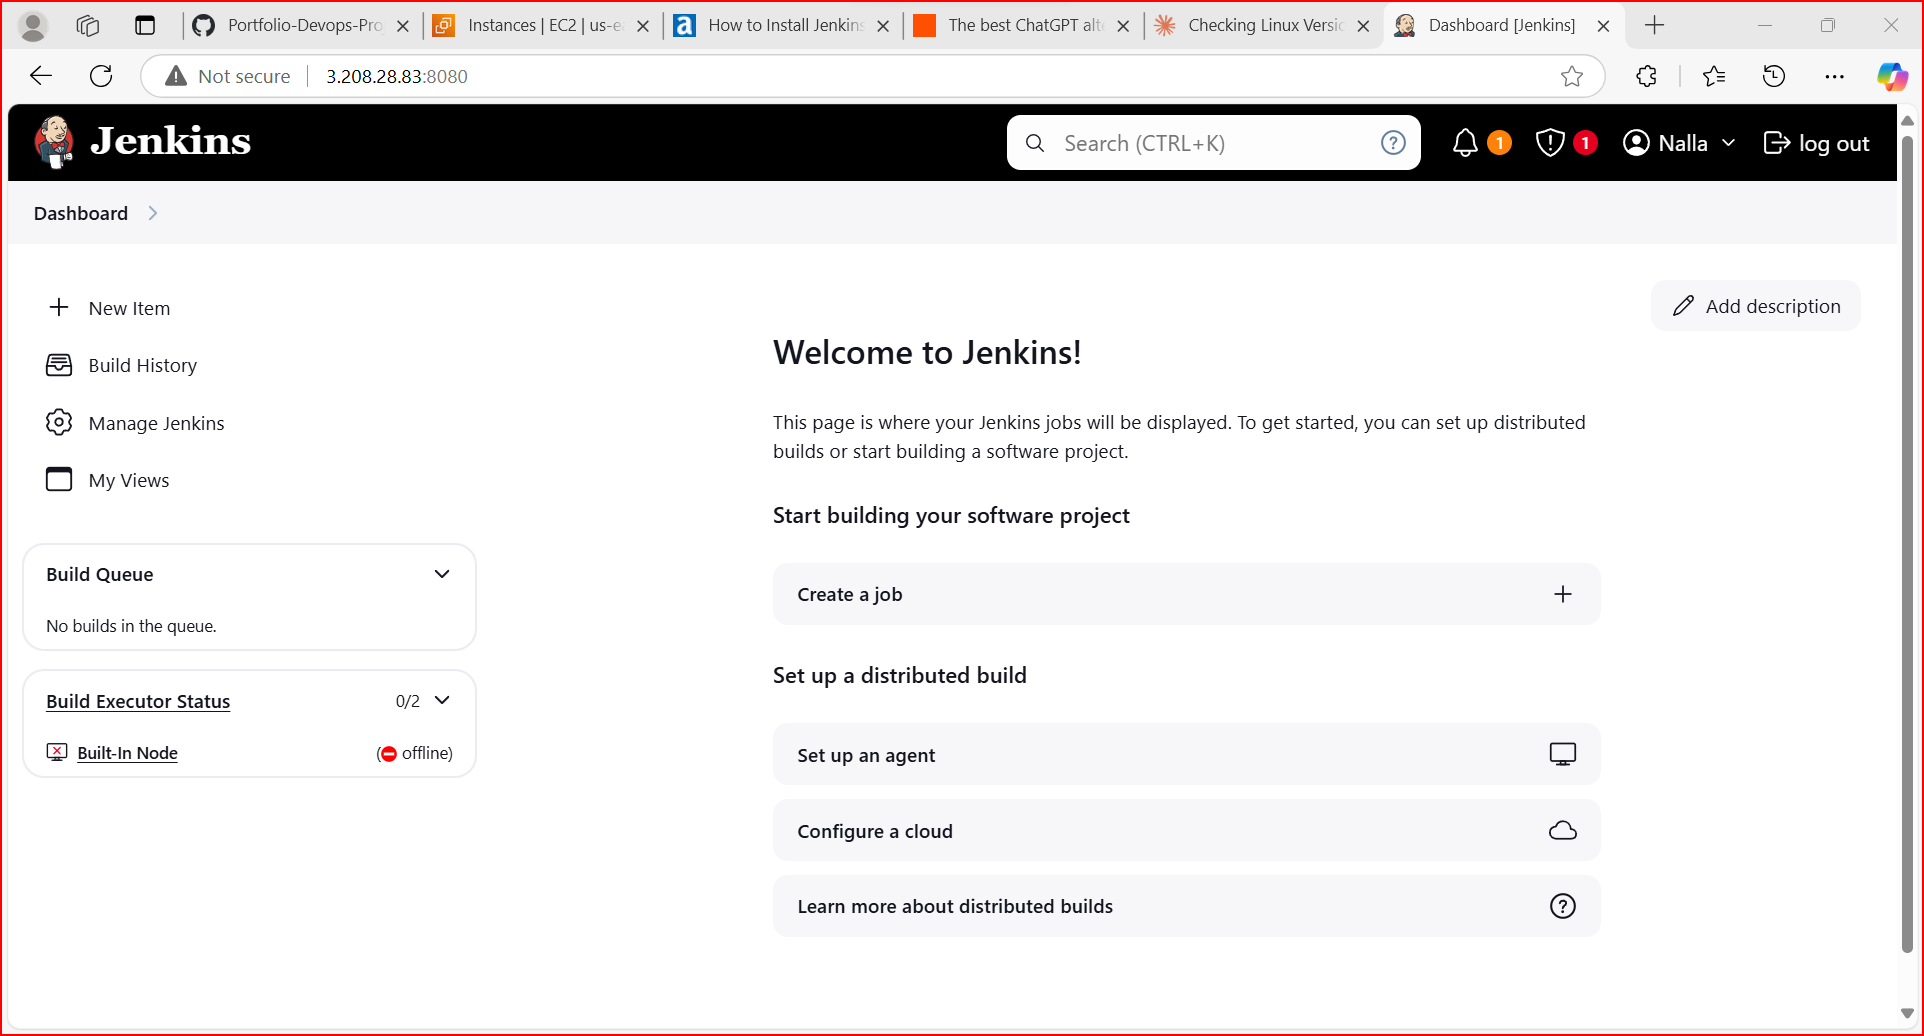 Portfolio-Devops-Pro
Instances | EC2 | us-ea
How to Install Jenkins
The best ChatGPT alte
Checking Linux Versio
Dashboard [Jenkins]
Not secure
3.208.28.83:8080
Jenkins
Search (CTRL+K)
1
1
Nalla
log out
Dashboard
New Item
Build History
Manage Jenkins
My Views
Build Queue
No builds in the queue.
Build Executor Status
0/2
Built-In Node
(offline)
Add description
Welcome to Jenkins!
This page is where your Jenkins jobs will be displayed. To get started, you can set up distributed
builds or start building a software project.
Start building your software project
Create a job
Set up a distributed build
Set up an agent
Configure a cloud
Learn more about distributed builds